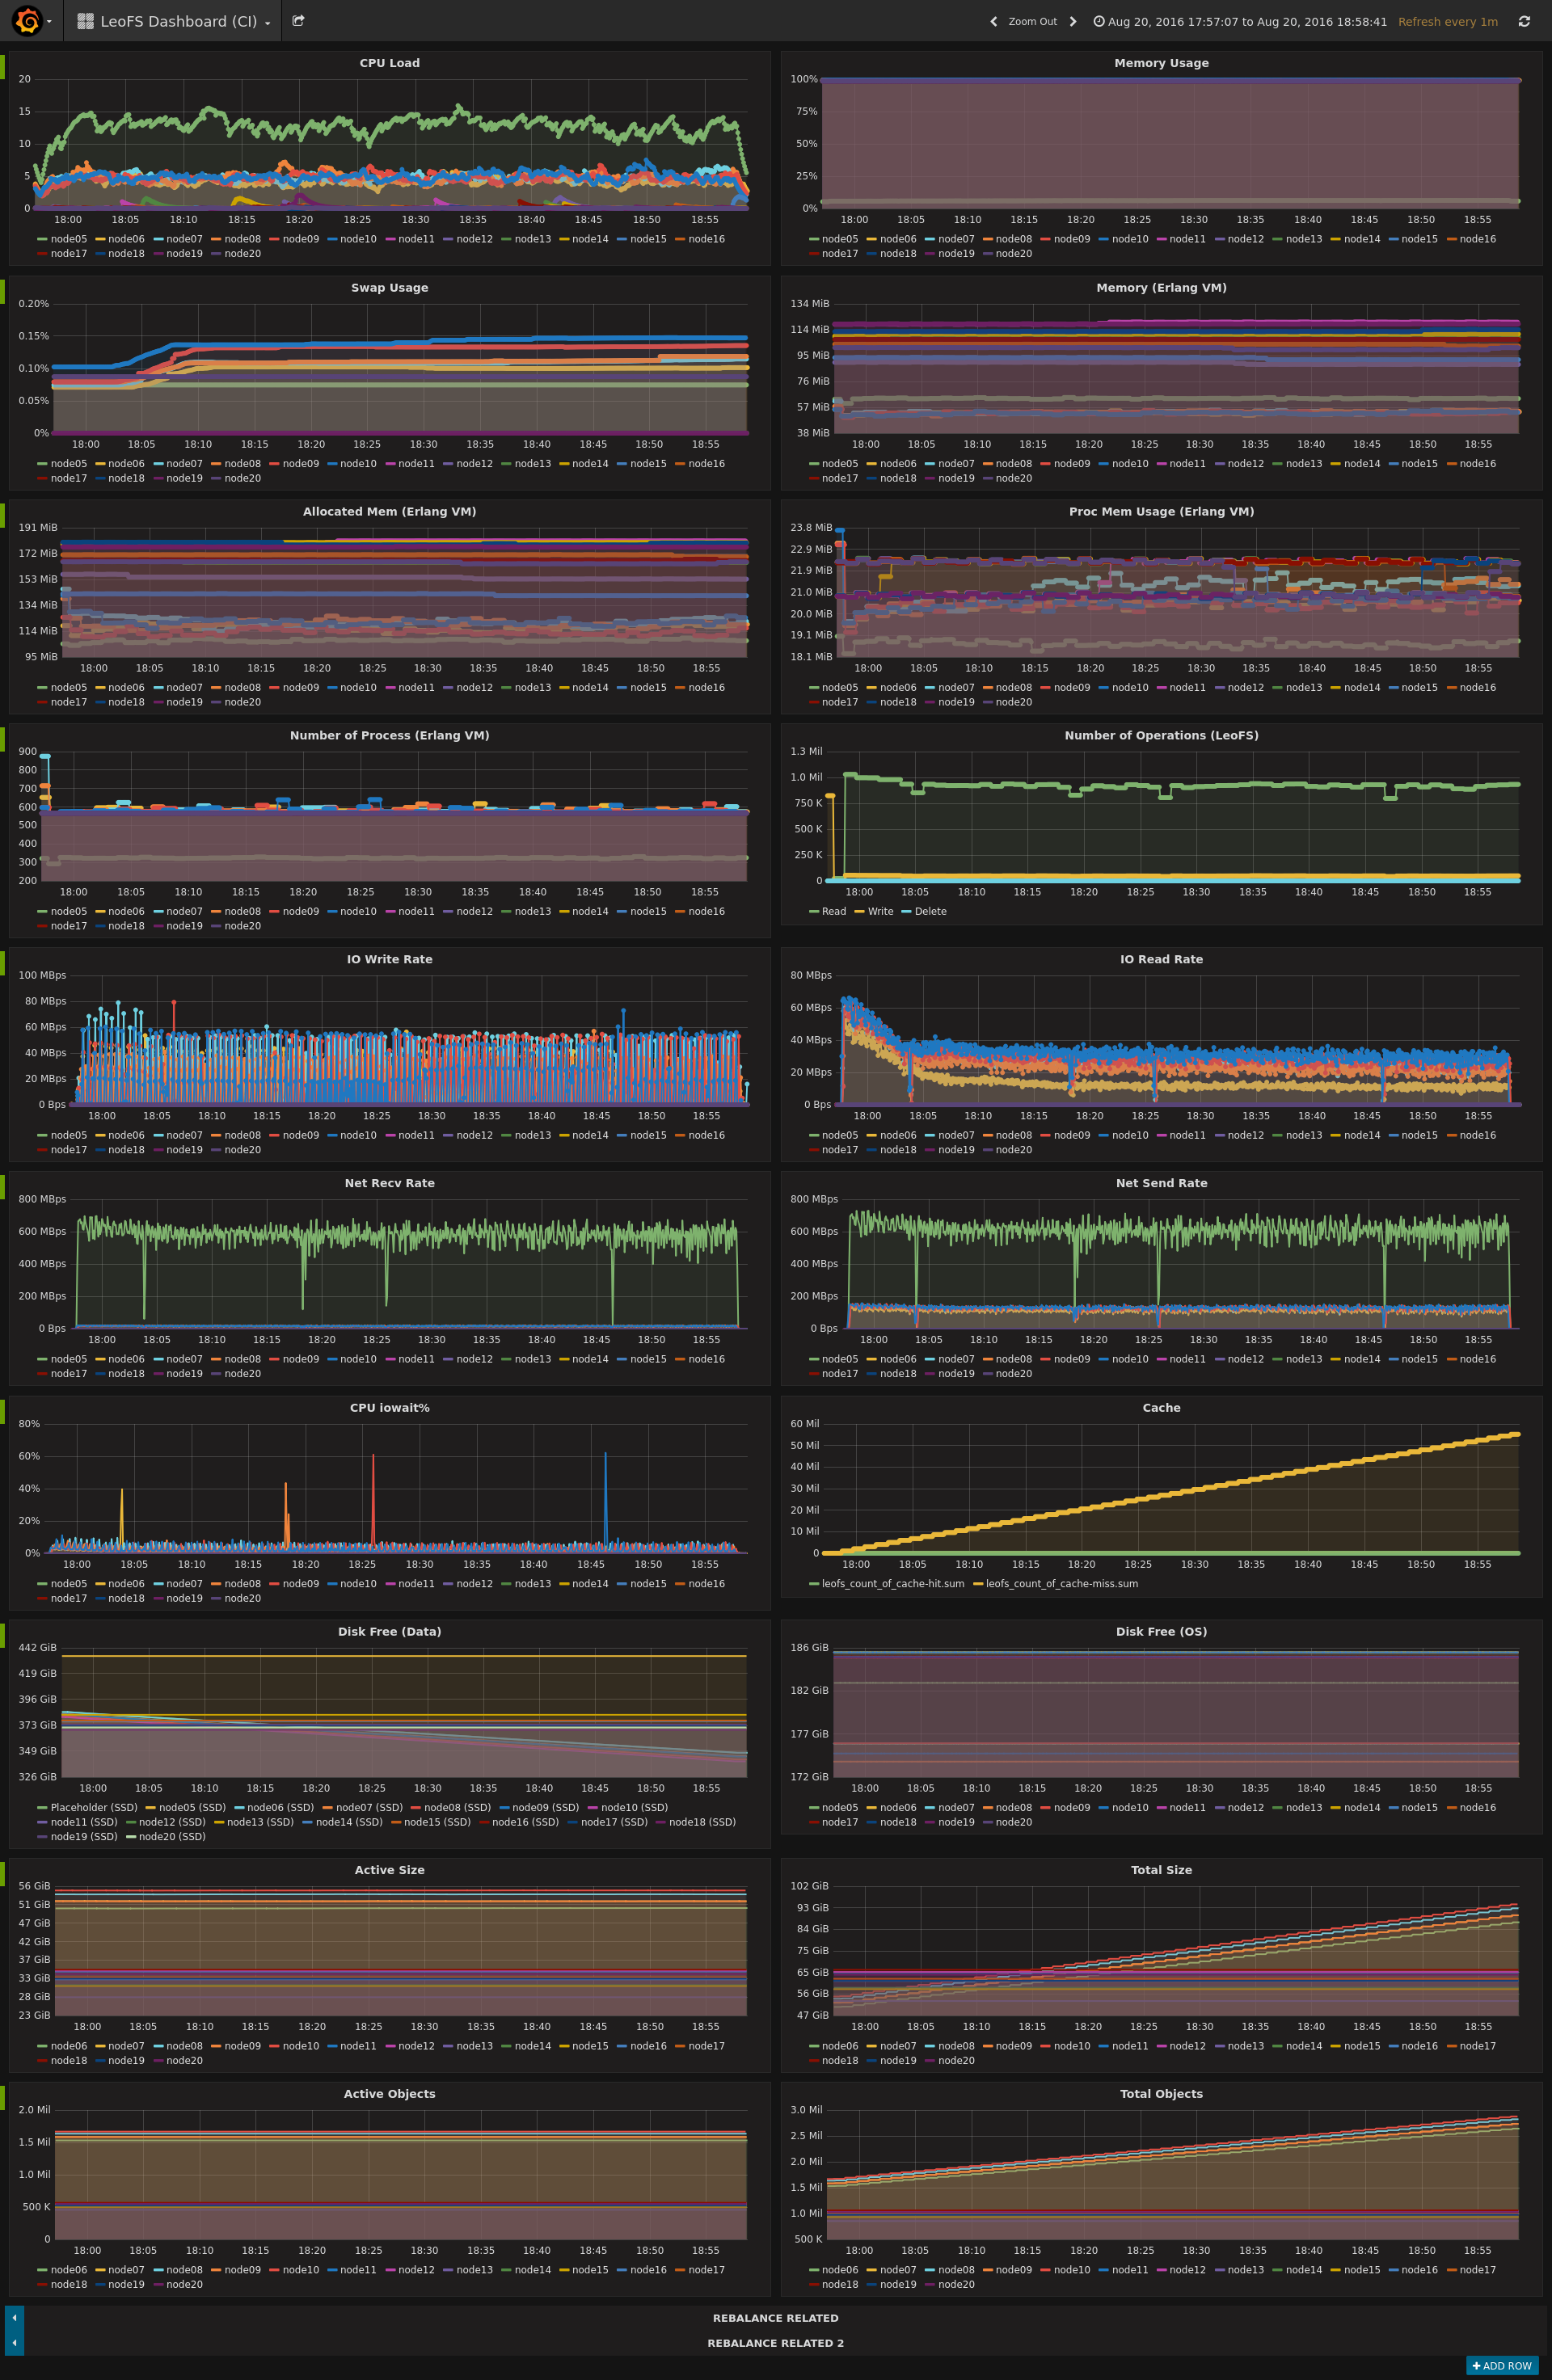 LeoFS Dashboard (CI)
Zoom Out
Aug 20, 2016 17:57:07 to Aug 20, 2016 18:58:41
Refresh every 1m
CPU Load
20
15
10
5
0
18:00 18:05 18:10 18:15 18:20 18:25 18:30 18:35 18:40 18:45 18:50 18:55
node05 node06 node07 node08 node09 node10 node11 node12 node13 node14 node15 node16
node17 node18 node19 node20
Memory Usage
100%
75%
50%
25%
0%
18:00 18:05 18:10 18:15 18:20 18:25 18:30 18:35 18:40 18:45 18:50 18:55
node05 node06 node07 node08 node09 node10 node11 node12 node13 node14 node15 node16
node17 node18 node19 node20
Swap Usage
0.20%
0.15%
0.10%
0.05%
0%
18:00 18:05 18:10 18:15 18:20 18:25 18:30 18:35 18:40 18:45 18:50 18:55
node05 node06 node07 node08 node09 node10 node11 node12 node13 node14 node15 node16
node17 node18 node19 node20
Memory (Erlang VM)
134 MiB
114 MiB
95 MiB
76 MiB
57 MiB
38 MiB
18:00 18:05 18:10 18:15 18:20 18:25 18:30 18:35 18:40 18:45 18:50 18:55
node05 node06 node07 node08 node09 node10 node11 node12 node13 node14 node15 node16
node17 node18 node19 node20
Allocated Mem (Erlang VM)
191 MiB
172 MiB
153 MiB
134 MiB
114 MiB
95 MiB
18:00 18:05 18:10 18:15 18:20 18:25 18:30 18:35 18:40 18:45 18:50 18:55
node05 node06 node07 node08 node09 node10 node11 node12 node13 node14 node15 node16
node17 node18 node19 node20
Proc Mem Usage (Erlang VM)
23.8 MiB
22.9 MiB
21.9 MiB
21.0 MiB
20.0 MiB
19.1 MiB
18.1 MiB
18:00 18:05 18:10 18:15 18:20 18:25 18:30 18:35 18:40 18:45 18:50 18:55
node05 node06 node07 node08 node09 node10 node11 node12 node13 node14 node15 node16
node17 node18 node19 node20
Number of Process (Erlang VM)
900
800
700
600
500
400
300
200
18:00 18:05 18:10 18:15 18:20 18:25 18:30 18:35 18:40 18:45 18:50 18:55
node05 node06 node07 node08 node09 node10 node11 node12 node13 node14 node15 node16
node17 node18 node19 node20
Number of Operations (LeoFS)
1.3 Mil
1.0 Mil
750 K
500 K
250 K
0
18:00 18:05 18:10 18:15 18:20 18:25 18:30 18:35 18:40 18:45 18:50 18:55
Read Write Delete
IO Write Rate
100 MBps
80 MBps
60 MBps
40 MBps
20 MBps
0 Bps
18:00 18:05 18:10 18:15 18:20 18:25 18:30 18:35 18:40 18:45 18:50 18:55
node05 node06 node07 node08 node09 node10 node11 node12 node13 node14 node15 node16
node17 node18 node19 node20
IO Read Rate
80 MBps
60 MBps
40 MBps
20 MBps
0 Bps
18:00 18:05 18:10 18:15 18:20 18:25 18:30 18:35 18:40 18:45 18:50 18:55
node05 node06 node07 node08 node09 node10 node11 node12 node13 node14 node15 node16
node17 node18 node19 node20
Net Recv Rate
800 MBps
600 MBps
400 MBps
200 MBps
0 Bps
18:00 18:05 18:10 18:15 18:20 18:25 18:30 18:35 18:40 18:45 18:50 18:55
node05 node06 node07 node08 node09 node10 node11 node12 node13 node14 node15 node16
node17 node18 node19 node20
Net Send Rate
800 MBps
600 MBps
400 MBps
200 MBps
0 Bps
18:00 18:05 18:10 18:15 18:20 18:25 18:30 18:35 18:40 18:45 18:50 18:55
node05 node06 node07 node08 node09 node10 node11 node12 node13 node14 node15 node16
node17 node18 node19 node20
CPU iowait%
80%
60%
40%
20%
0%
18:00 18:05 18:10 18:15 18:20 18:25 18:30 18:35 18:40 18:45 18:50 18:55
node05 node06 node07 node08 node09 node10 node11 node12 node13 node14 node15 node16
node17 node18 node19 node20
Cache
60 Mil
50 Mil
40 Mil
30 Mil
20 Mil
10 Mil
0
18:00 18:05 18:10 18:15 18:20 18:25 18:30 18:35 18:40 18:45 18:50 18:55
leofs_count_of_cache-hit.sum leofs_count_of_cache-miss.sum
Disk Free (Data)
442 GiB
419 GiB
396 GiB
373 GiB
349 GiB
326 GiB
18:00 18:05 18:10 18:15 18:20 18:25 18:30 18:35 18:40 18:45 18:50 18:55
Placeholder (SSD) node05 (SSD) node06 (SSD) node07 (SSD) node08 (SSD) node09 (SSD) node10 (SSD)
node11 (SSD) node12 (SSD) node13 (SSD) node14 (SSD) node15 (SSD) node16 (SSD) node17 (SSD) node18 (SSD)
node19 (SSD) node20 (SSD)
Disk Free (OS)
186 GiB
182 GiB
177 GiB
172 GiB
18:00 18:05 18:10 18:15 18:20 18:25 18:30 18:35 18:40 18:45 18:50 18:55
node05 node06 node07 node08 node09 node10 node11 node12 node13 node14 node15 node16
node17 node18 node19 node20
Active Size
56 GiB
51 GiB
47 GiB
42 GiB
37 GiB
33 GiB
28 GiB
23 GiB
18:00 18:05 18:10 18:15 18:20 18:25 18:30 18:35 18:40 18:45 18:50 18:55
node06 node07 node08 node09 node10 node11 node12 node13 node14 node15 node16 node17
node18 node19 node20
Total Size
102 GiB
93 GiB
84 GiB
75 GiB
65 GiB
56 GiB
47 GiB
18:00 18:05 18:10 18:15 18:20 18:25 18:30 18:35 18:40 18:45 18:50 18:55
node06 node07 node08 node09 node10 node11 node12 node13 node14 node15 node16 node17
node18 node19 node20
Active Objects
2.0 Mil
1.5 Mil
1.0 Mil
500 K
0
18:00 18:05 18:10 18:15 18:20 18:25 18:30 18:35 18:40 18:45 18:50 18:55
node06 node07 node08 node09 node10 node11 node12 node13 node14 node15 node16 node17
node18 node19 node20
Total Objects
3.0 Mil
2.5 Mil
2.0 Mil
1.5 Mil
1.0 Mil
500 K
18:00 18:05 18:10 18:15 18:20 18:25 18:30 18:35 18:40 18:45 18:50 18:55
node06 node07 node08 node09 node10 node11 node12 node13 node14 node15 node16 node17
node18 node19 node20
REBALANCE RELATED
REBALANCE RELATED 2
+ ADD ROW